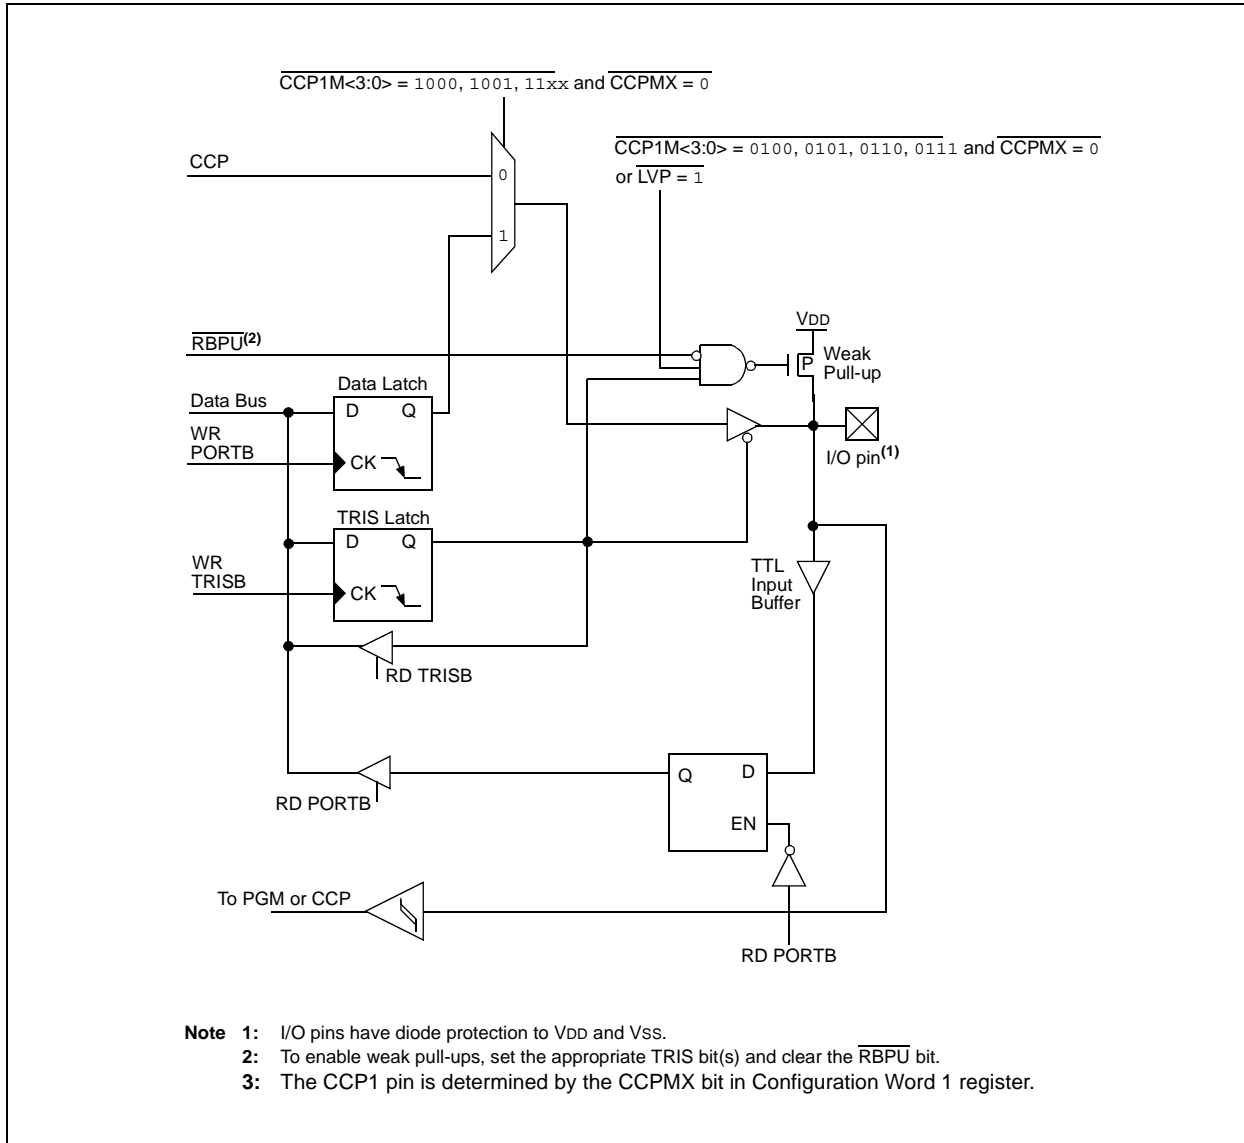 CCP1M<3:0> = 1000, 1001, 11xx and CCPMX = 0
CCP1M<3:0> = 0100, 0101, 0110, 0111 and CCPMX = 0
or LVP = 1
CCP
0
1
RBPU(2)
VDD
P
Weak
Pull-up
Data Bus
Data Latch
D Q
WR
PORTB
CK
I/O pin(1)
TRIS Latch
D Q
WR
TRISB
CK
TTL
Input
Buffer
RD TRISB
Q D
EN
RD PORTB
To PGM or CCP
RD PORTB
Note 1: I/O pins have diode protection to VDD and VSS.
2: To enable weak pull-ups, set the appropriate TRIS bit(s) and clear the RBPU bit.
3: The CCP1 pin is determined by the CCPMX bit in Configuration Word 1 register.